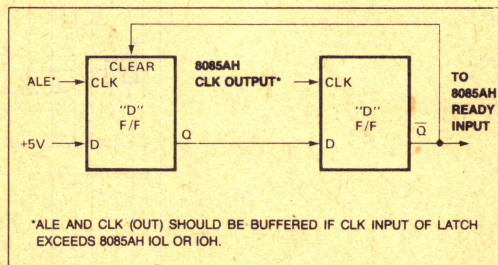 CLEAR
ALE*
CLK
"D"
F/F
+5V
D
Q
8085AH
CLK OUTPUT*
CLK
"D"
F/F
D
Q
TO
8085AH
READY
INPUT
*ALE AND CLK (OUT) SHOULD BE BUFFERED IF CLK INPUT OF LATCH
EXCEEDS 8085AH IOL OR IOH.